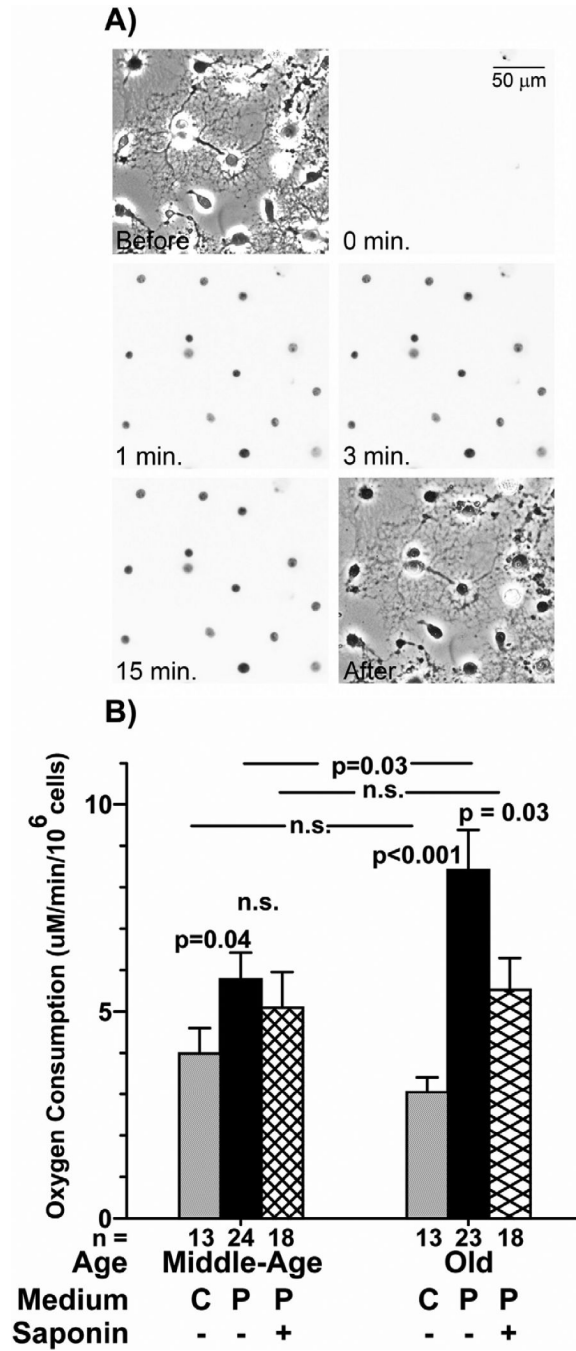 A)
50 μm
Before
0 min.
1 min.
3 min.
15 min.
After
B)
Oxygen Consumption (uM/min/10⁶ cells)
10
5
0
p=0.03
n.s.
n.s.
p = 0.03
p<0.001
n.s.
p=0.04
n = 13 24 18 13 23 18
Age Middle-Age Old
Medium C P P C P P
Saponin - - + - - +